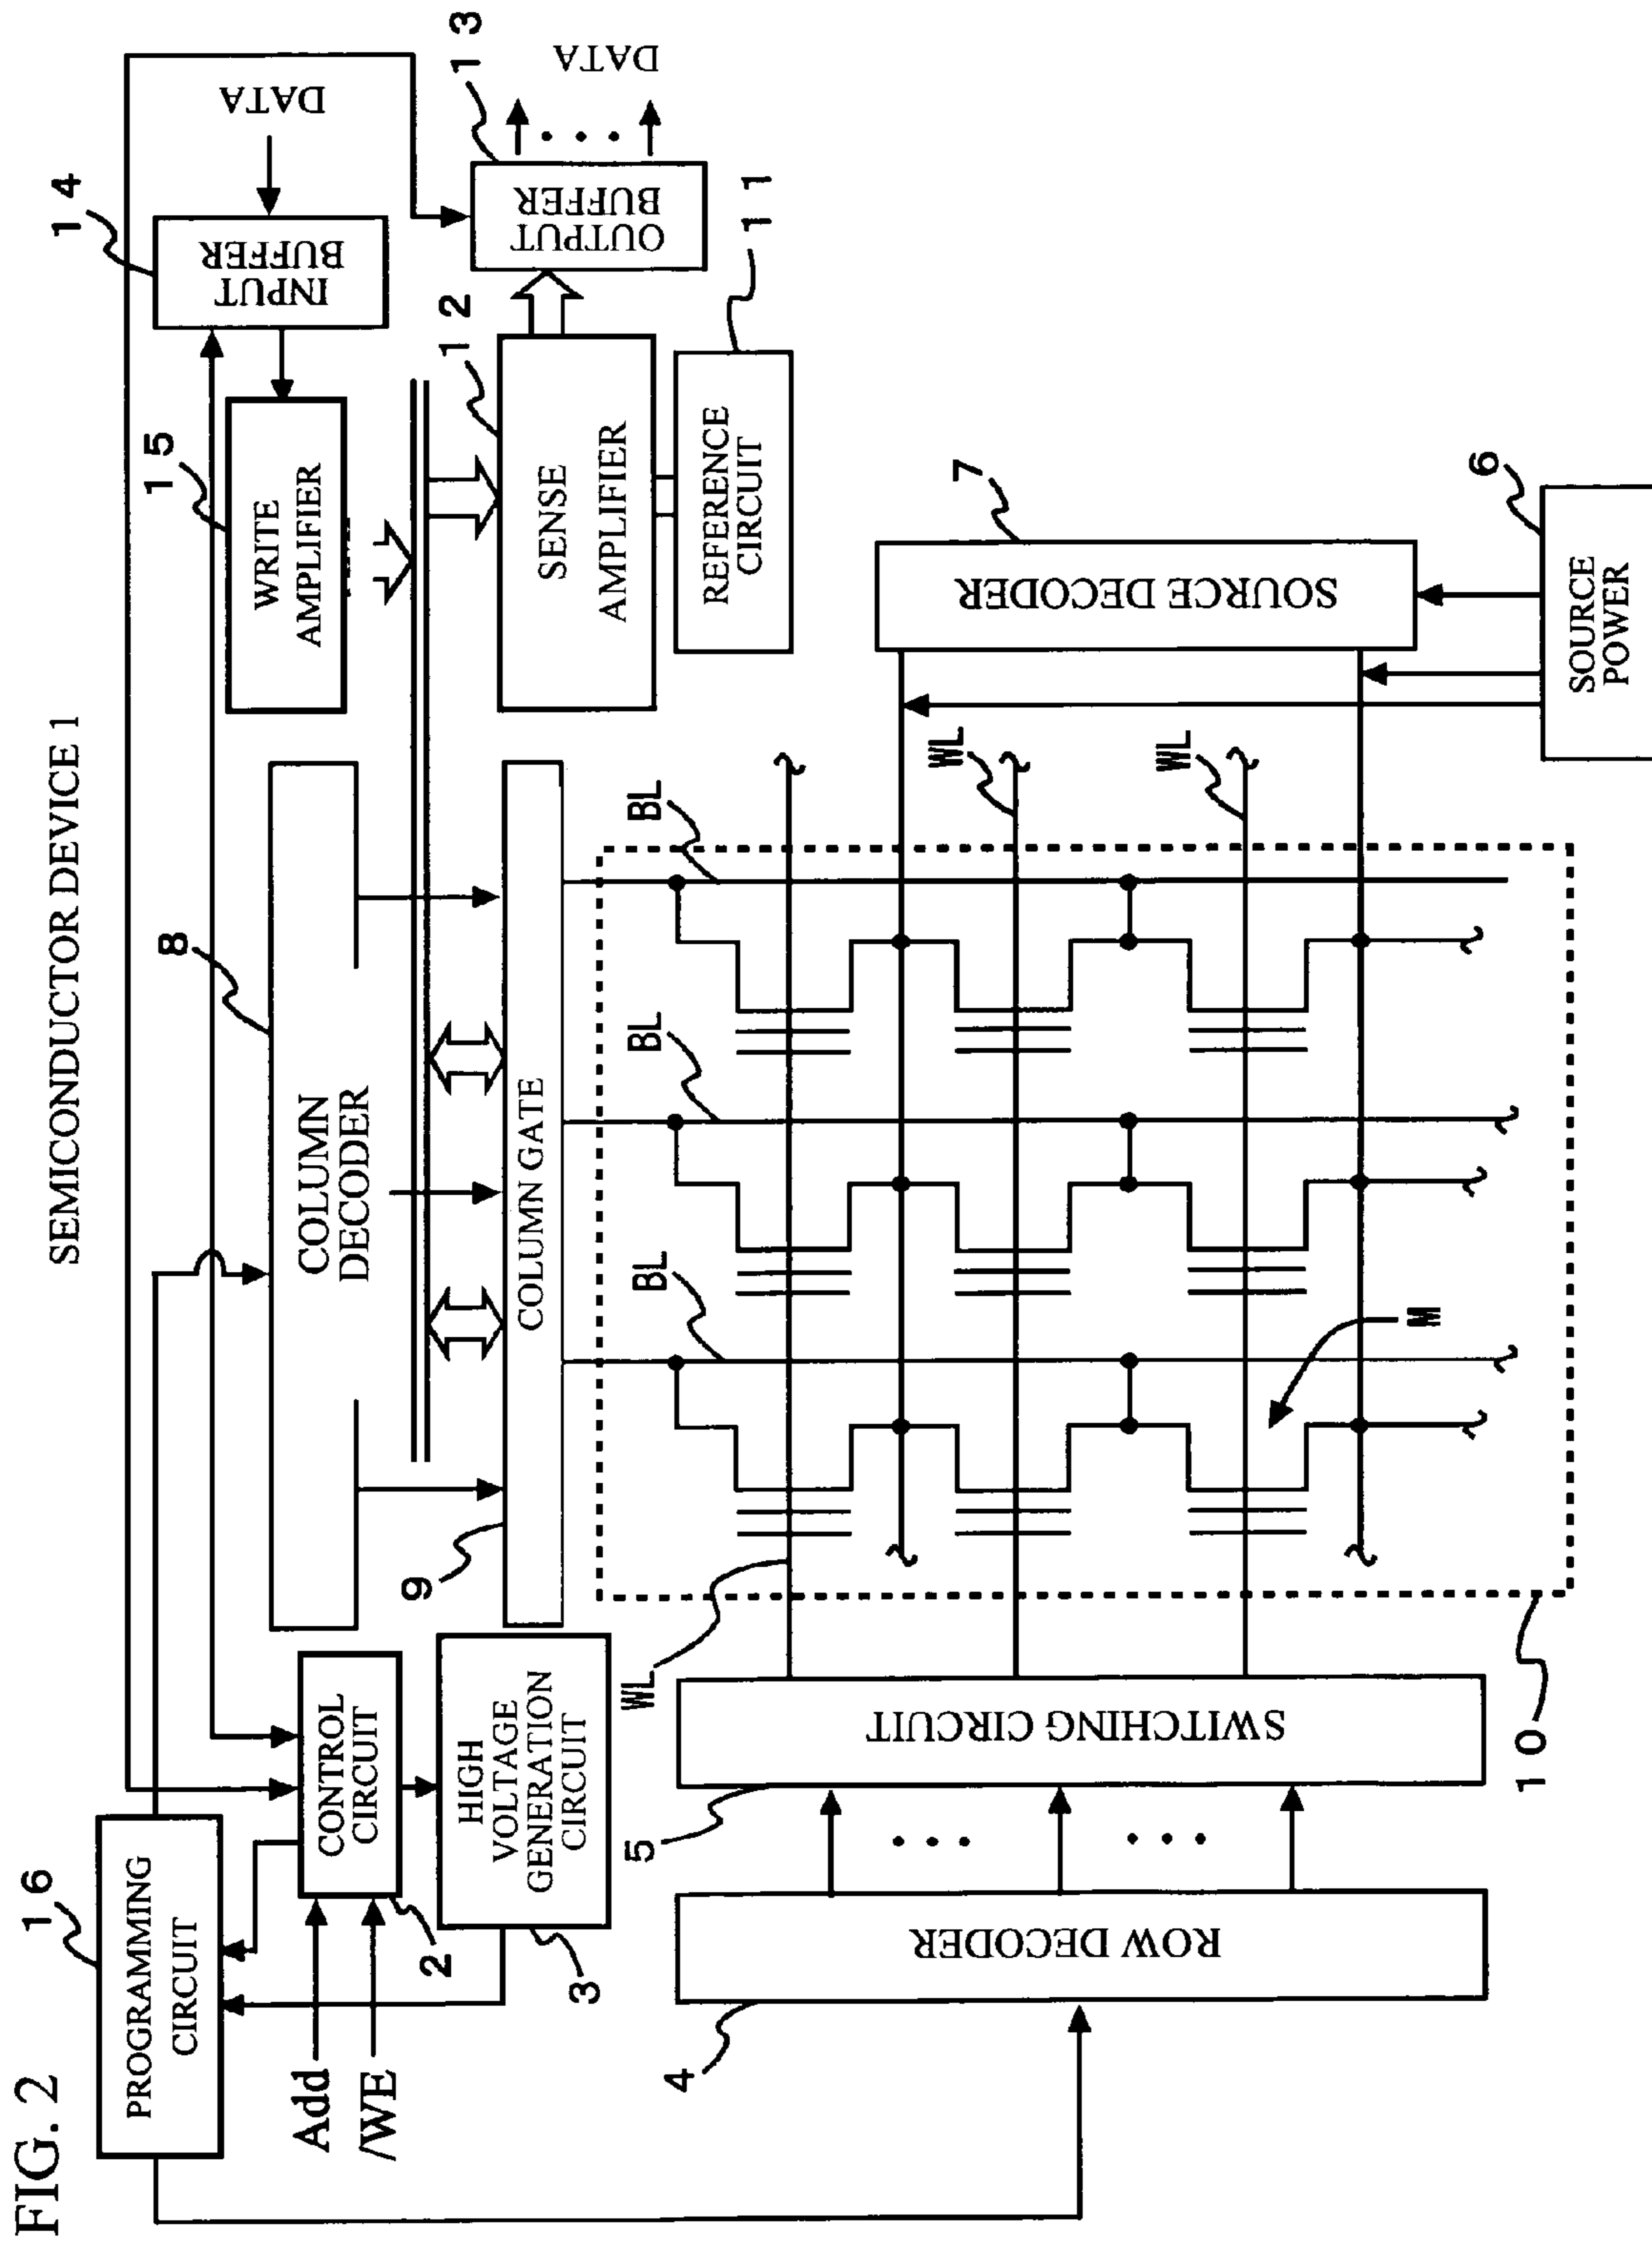 FIG. 2
SEMICONDUCTOR DEVICE 1
16
PROGRAMMING
CIRCUIT
Add
/WE
CONTROL
CIRCUIT
2
HIGH
VOLTAGE
GENERATION
CIRCUIT
3
8
COLUMN
DECODER
9
COLUMN GATE
14
INPUT
BUFFER
DATA
15
WRITE
AMPLIFIER
12
SENSE
AMPLIFIER
13
OUTPUT
BUFFER
DATA
REFERENCE
CIRCUIT
11
4
ROW DECODER
5
SWITCHING CIRCUIT
WL
BL
BL
BL
WL
WL
M
10
7
SOURCE DECODER
6
SOURCE
POWER